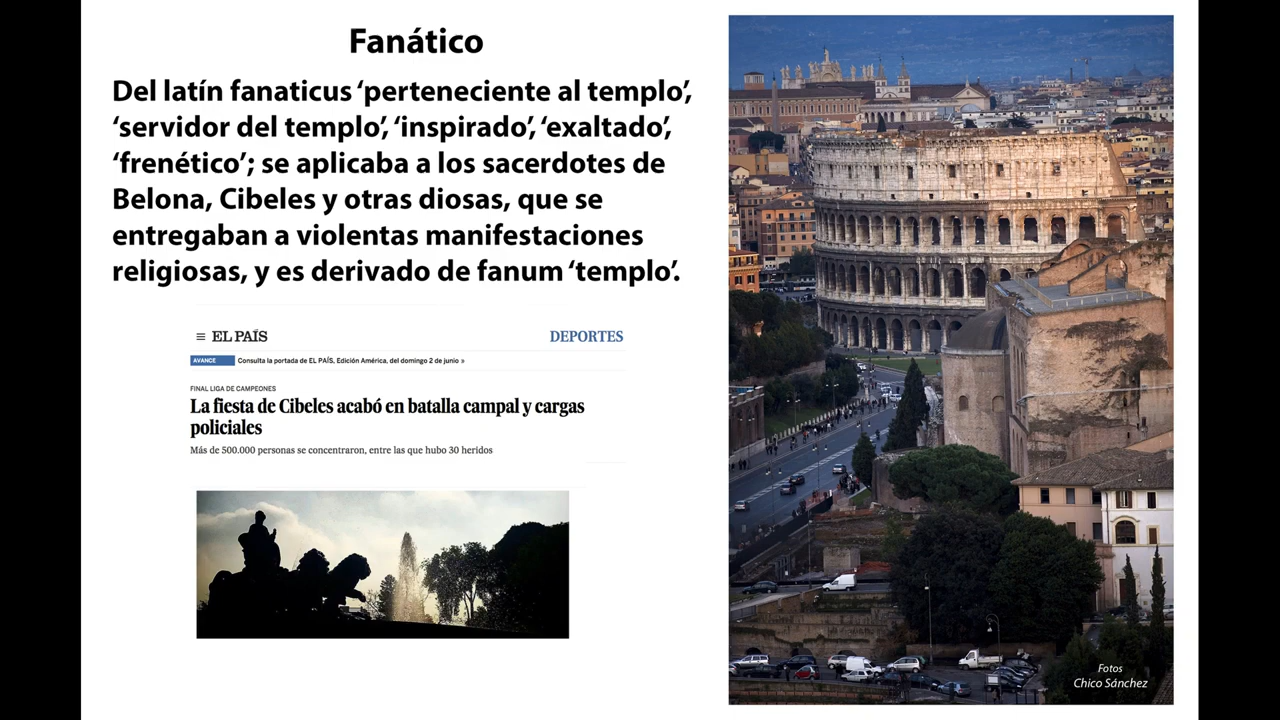 Fanático
Del latín fanaticus ‘perteneciente al templo’,
‘servidor del templo’, ‘inspirado’, ‘exaltado’,
‘frenético’; se aplicaba a los sacerdotes de
Belona, Cibeles y otras diosas, que se
entregaban a violentas manifestaciones
religiosas, y es derivado de fanum ‘templo’.
EL PAÍS
DEPORTES
AVANCE Consulta la portada de EL PAÍS, Edición América, del domingo 2 de junio »
FINAL LIGA DE CAMPEONES
La fiesta de Cibeles acabó en batalla campal y cargas
policiales
Más de 500.000 personas se concentraron, entre las que hubo 30 heridos
Fotos
Chico Sánchez